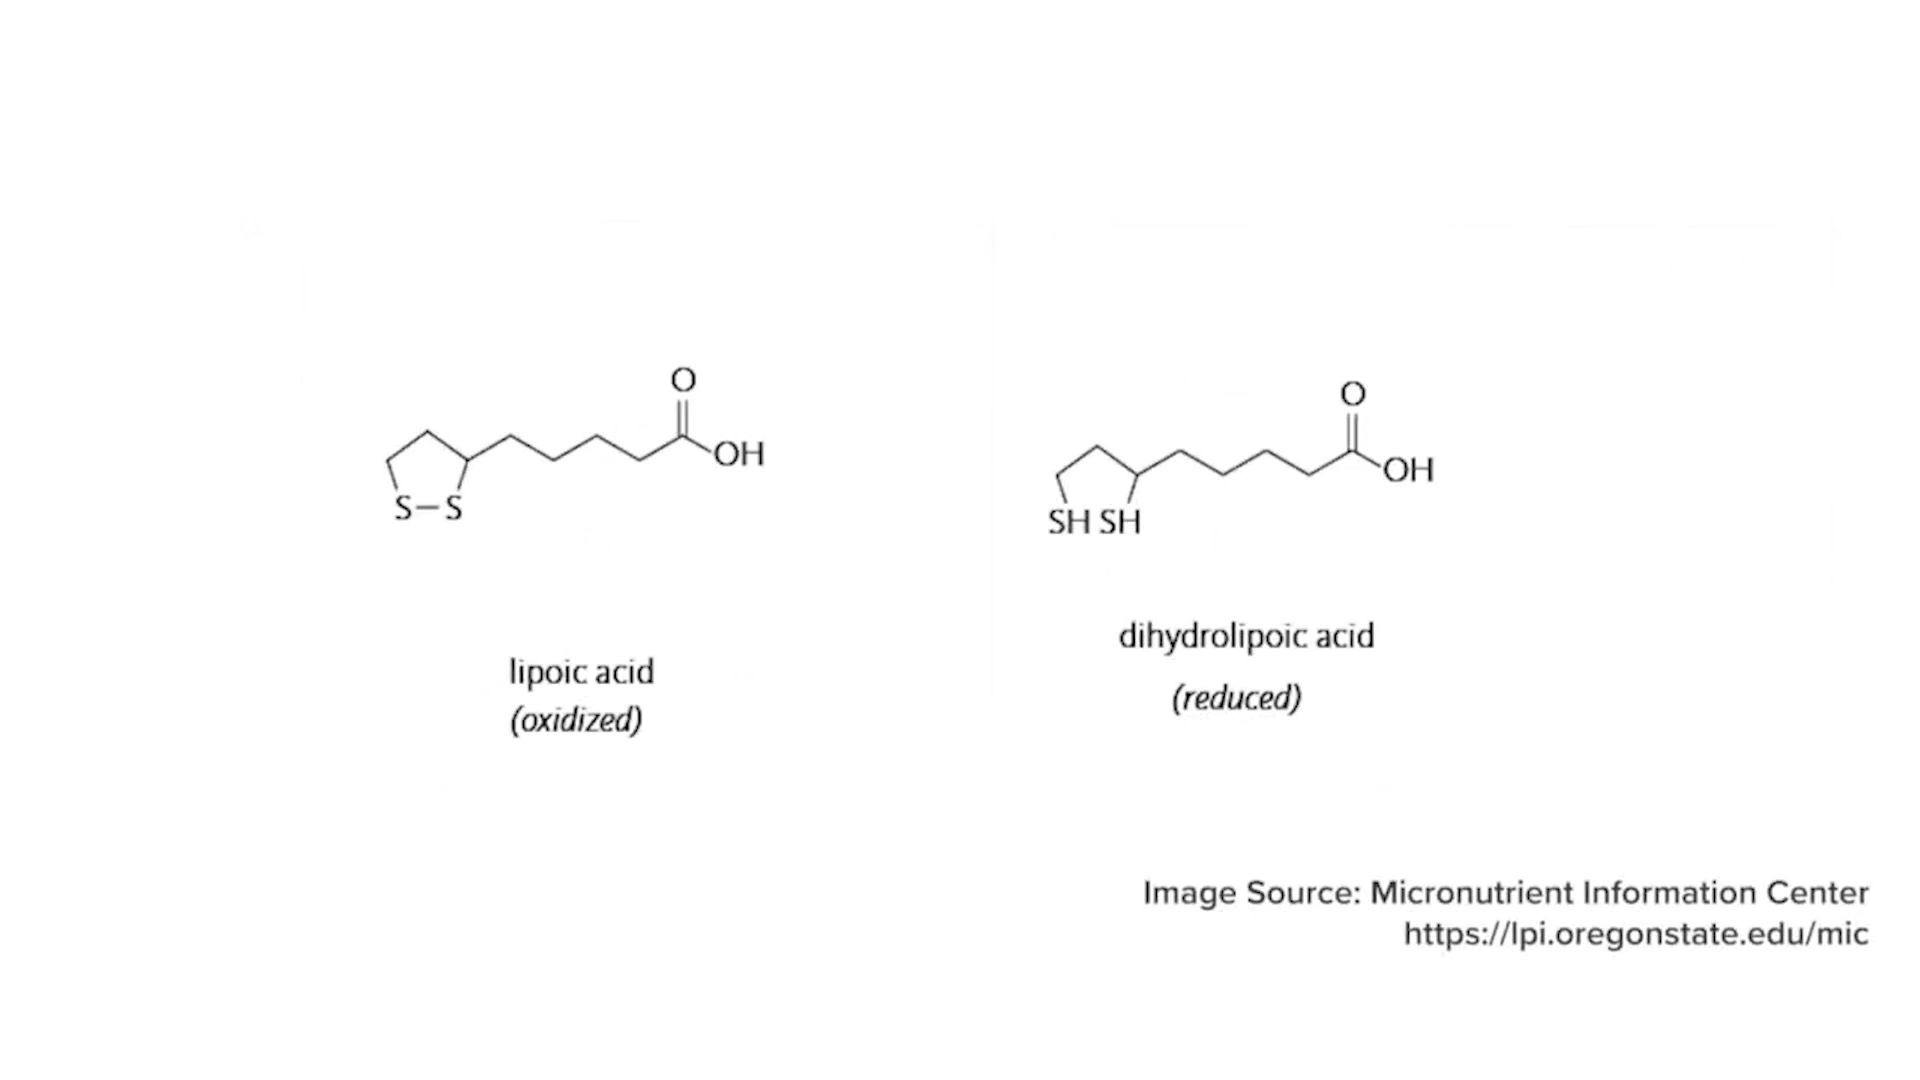 O
OH
S-S
lipoic acid
(oxidized)
O
OH
SH SH
dihydrolipoic acid
(reduced)
Image Source: Micronutrient Information Center
https://lpi.oregonstate.edu/mic